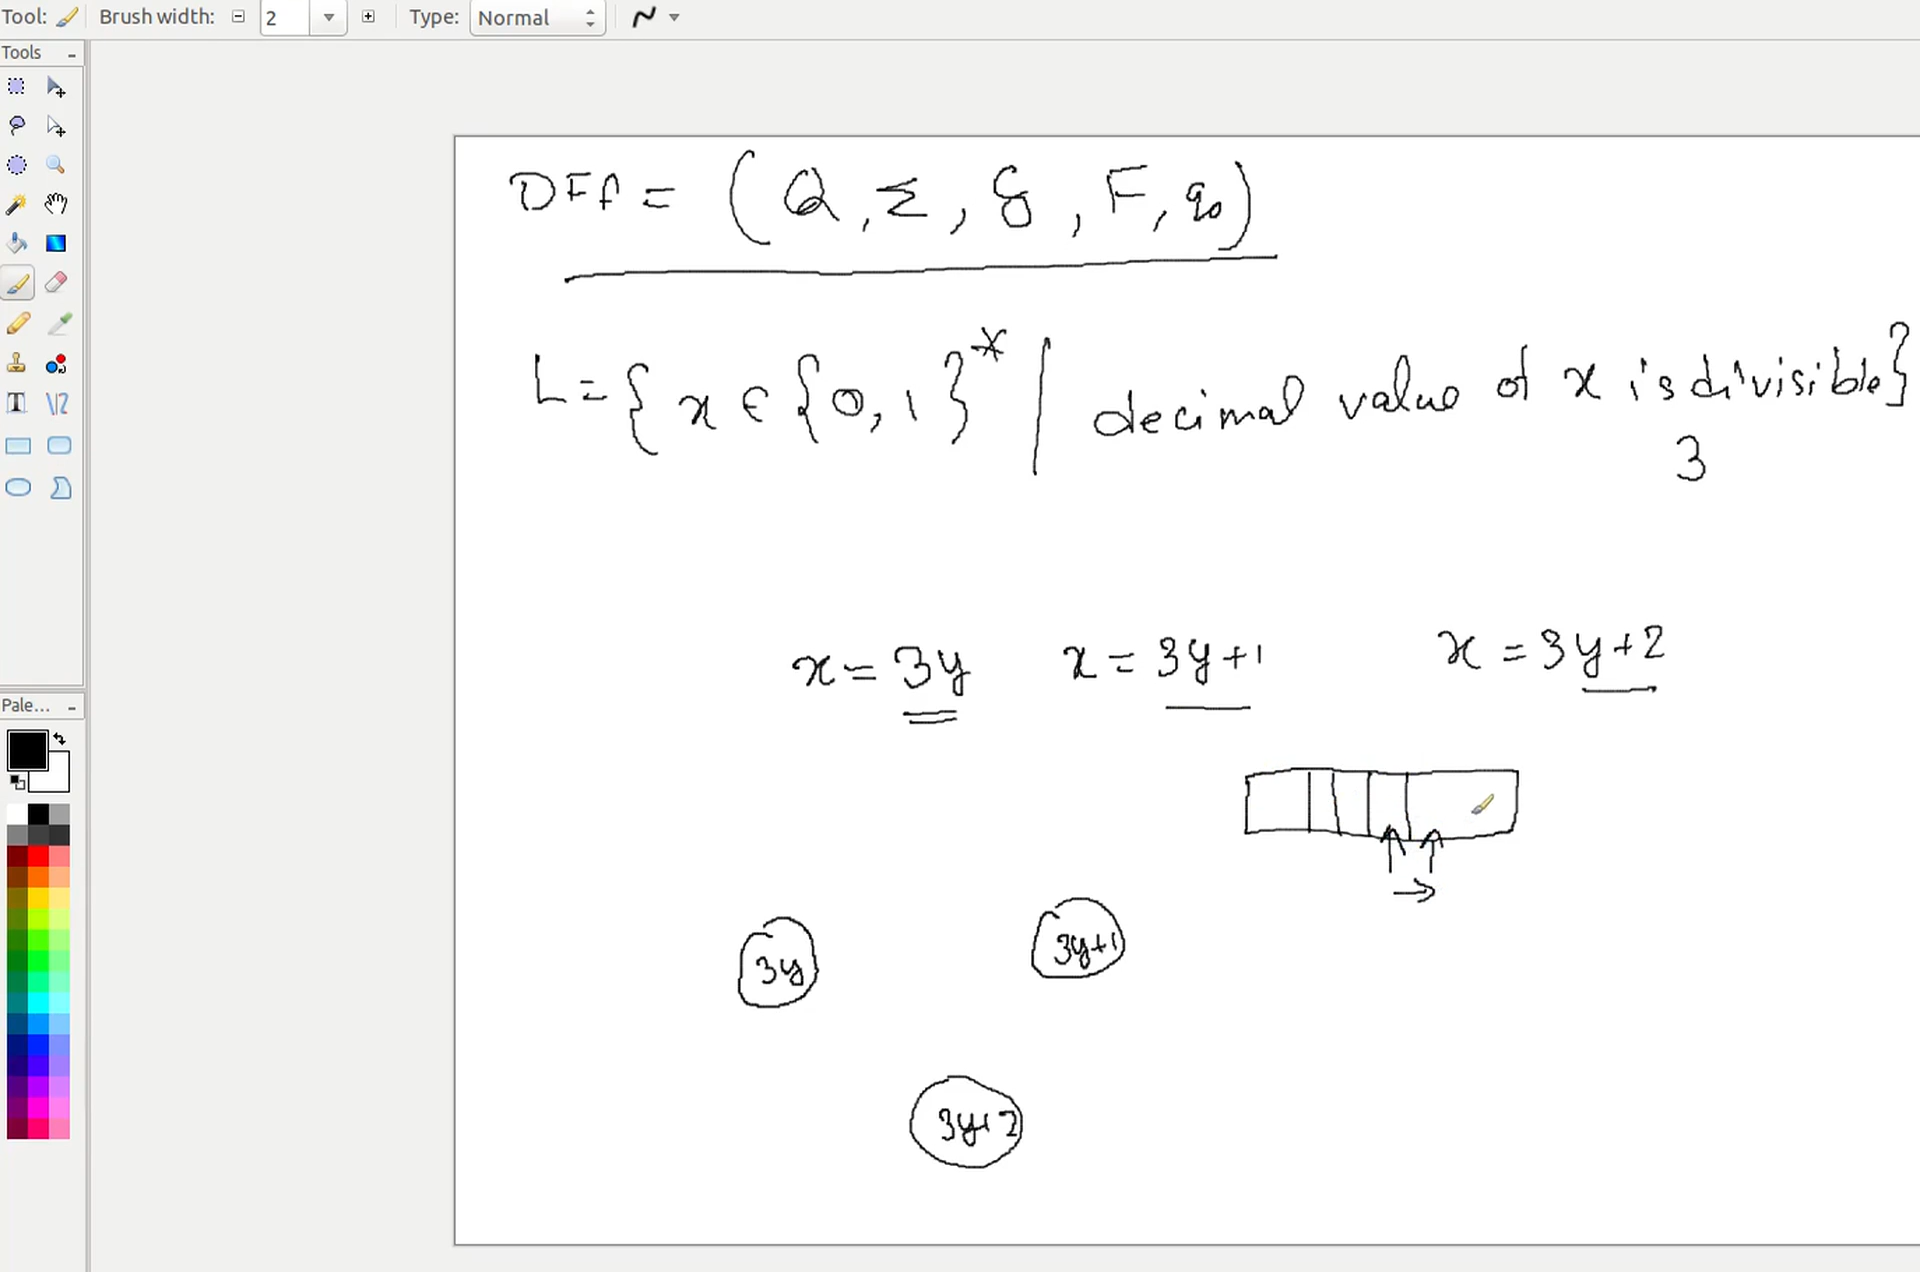 Tool: Brush width: 2 Type: Normal
Tools
DFA = (Q, Σ, δ, F, q₀)
L = { x ∈ {0, 1}* | decimal value of x is divisible}
3
x = 3y x = 3y+1 x = 3y+2
Pale...
3y 3y+1
3y+2